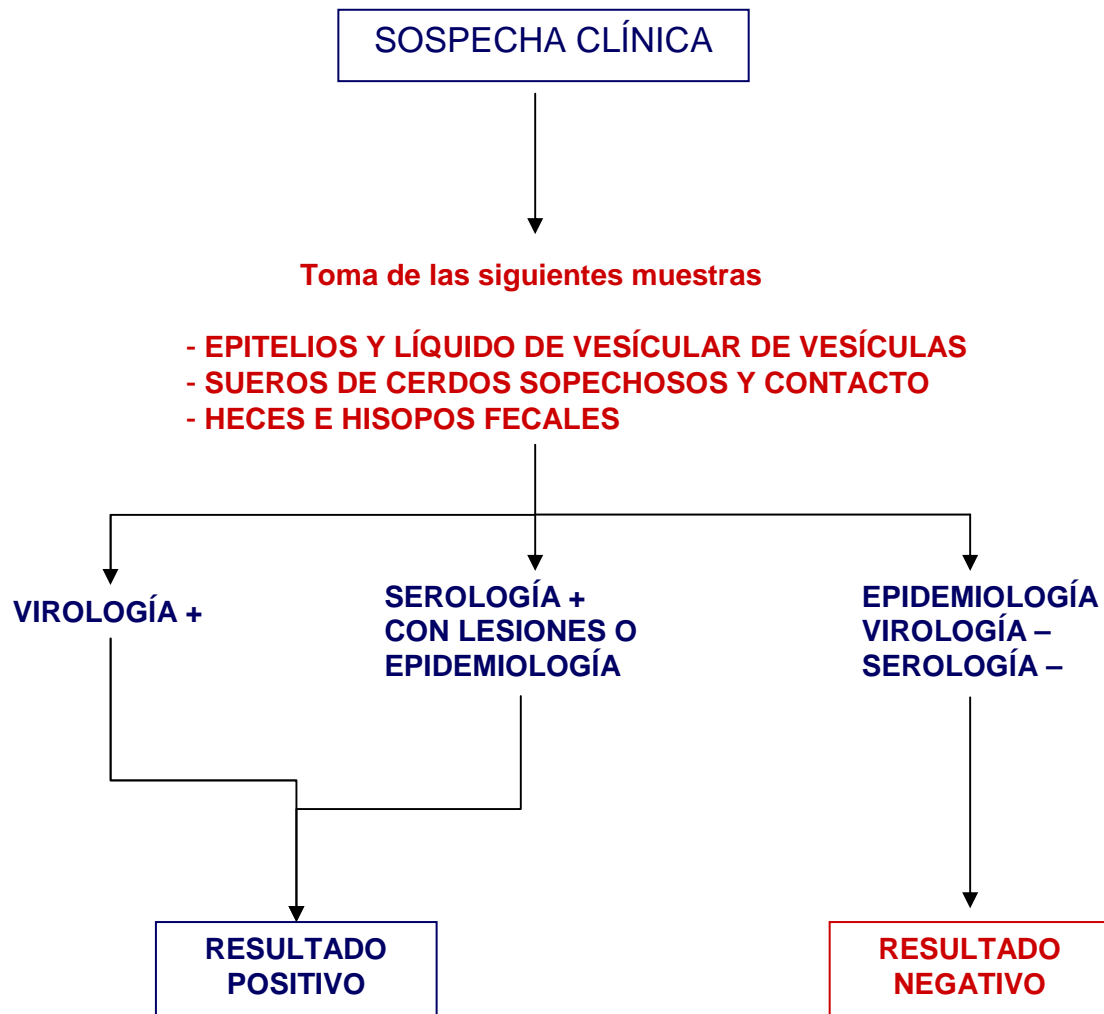 SOSPECHA CLÍNICA
Toma de las siguientes muestras
- EPITELIOS Y LÍQUIDO DE VESÍCULAR DE VESÍCULAS
- SUEROS DE CERDOS SOPECHOSOS Y CONTACTO
- HECES E HISOPOS FECALES
VIROLOGÍA +
SEROLOGÍA +
CON LESIONES O
EPIDEMIOLOGÍA
EPIDEMIOLOGÍA
VIROLOGÍA –
SEROLOGÍA –
RESULTADO
POSITIVO
RESULTADO
NEGATIVO